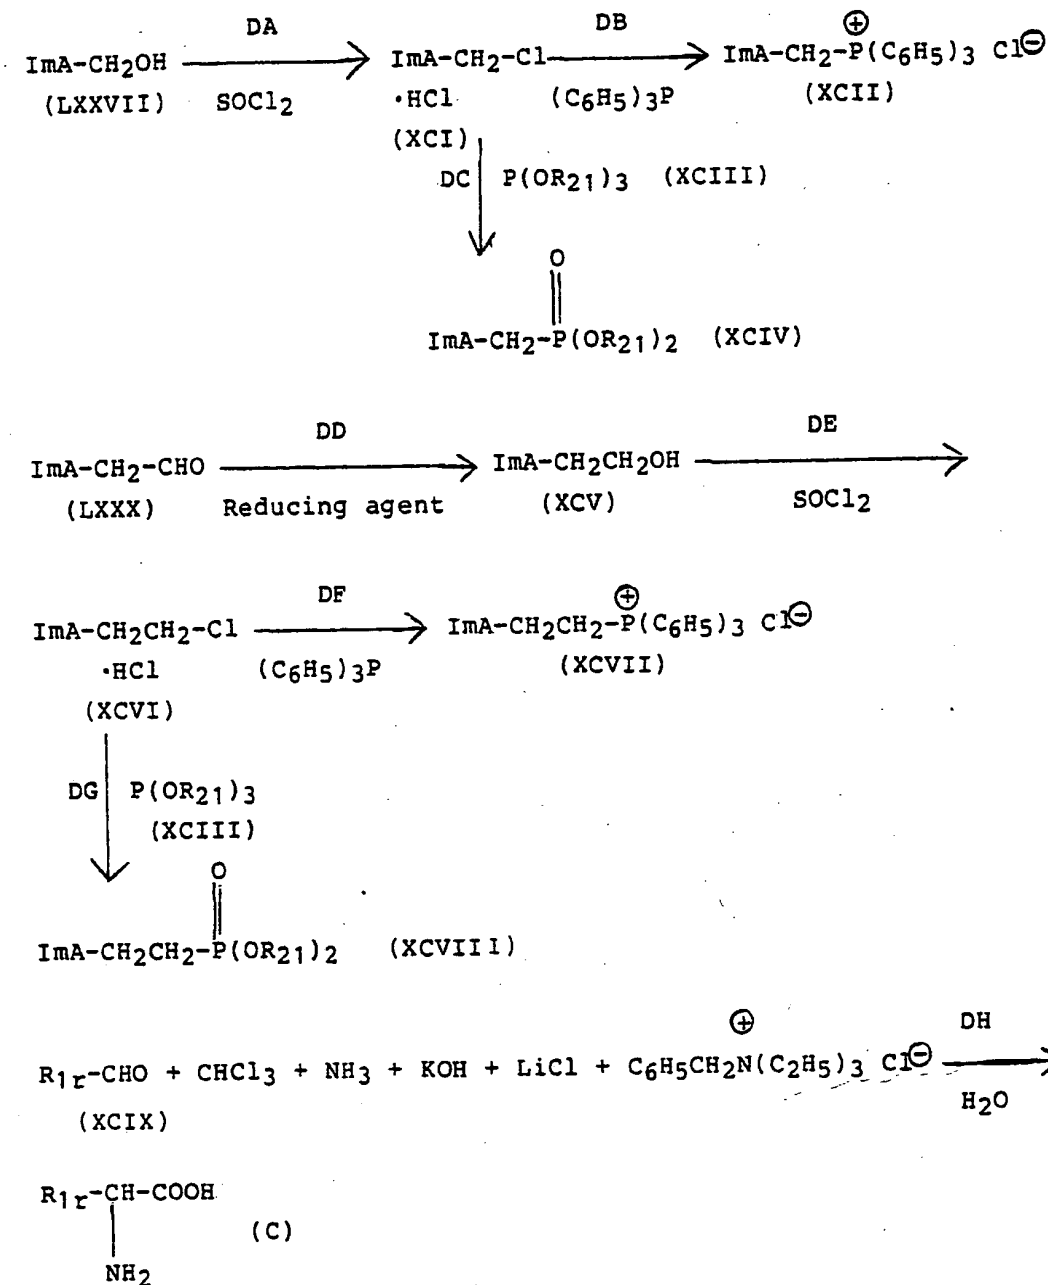 DA DB ⊕
ImA-CH2OH ImA-CH2-Cl ImA-CH2-P(C6H5)3 Cl⊖
(LXXVII) SOCl2 ·HCl (C6H5)3P (XCII)
(XCI)
DC P(OR21)3 (XCIII)
O
ImA-CH2-P(OR21)2 (XCIV)
DD DE
ImA-CH2-CHO ImA-CH2CH2OH
(LXXX) Reducing agent (XCV) SOCl2
DF ⊕
ImA-CH2CH2-Cl ImA-CH2CH2-P(C6H5)3 Cl⊖
·HCl (C6H5)3P (XCVII)
(XCVI)
DG P(OR21)3
(XCIII)
O
ImA-CH2CH2-P(OR21)2 (XCVIII)
⊕ DH
R1r-CHO + CHCl3 + NH3 + KOH + LiCl + C6H5CH2N(C2H5)3 Cl⊖
(XCIX) H2O
R1r-CH-COOH
(C)
NH2